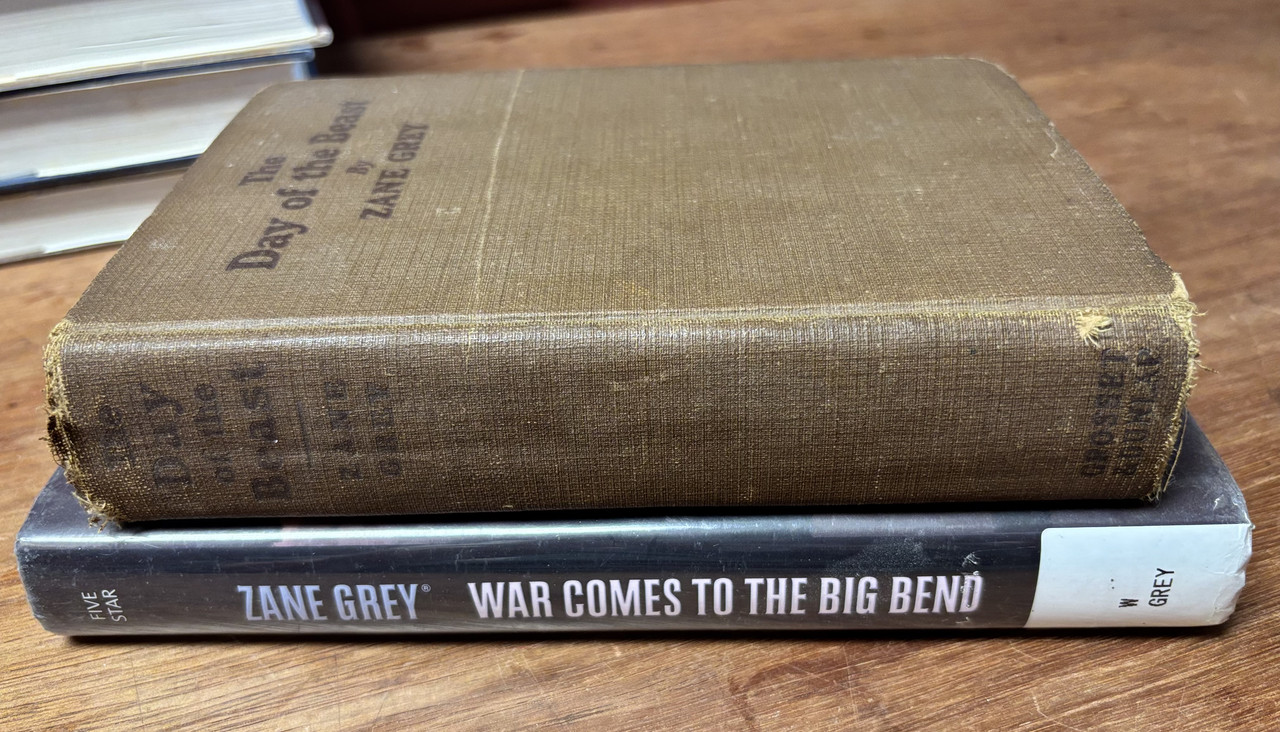 The
Day of the Beast
By
ZANE GREY
The
Day
of the
Beast
ZANE
GREY
GROSSET
& DUNLAP
FIVE
STAR
ZANE GREY®
WAR COMES TO THE BIG BEND
W
GREY